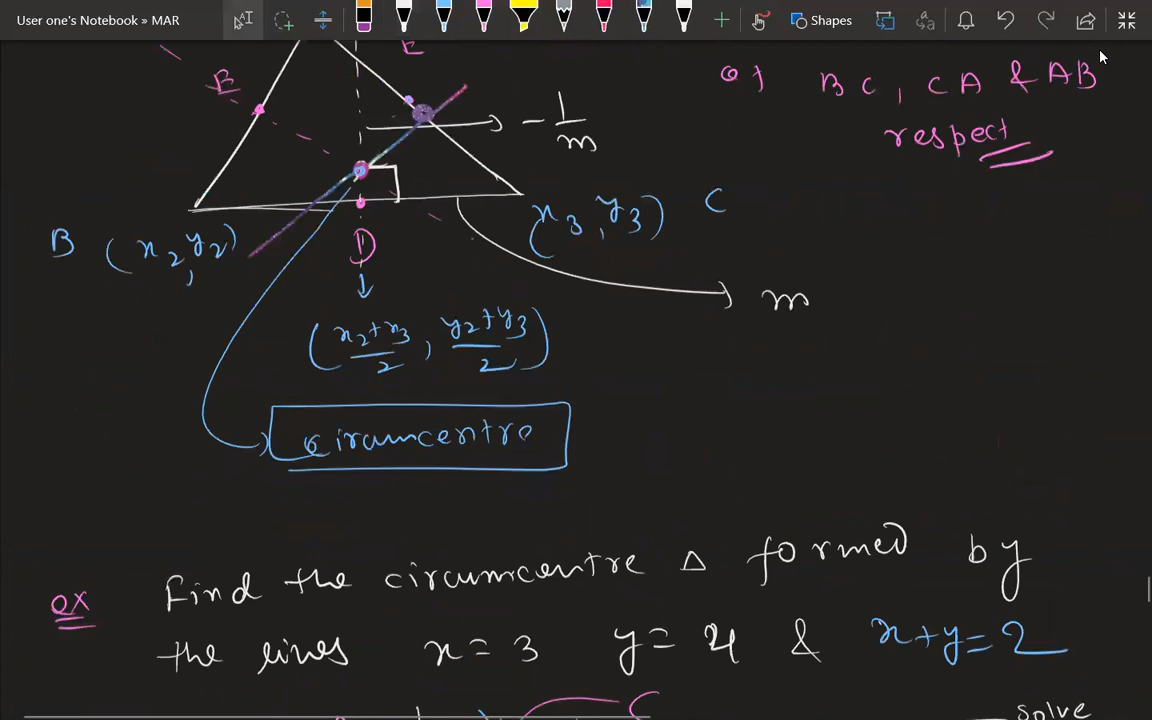 User one's Notebook » MAR
Shapes
E
E
of BC, CA & AB
respect
-1/m
B (x2, y2)
D
(x3, y3) C
m
(x2+x3/2, y2+y3/2)
circumcentre
ex Find the circumcentre Δ formed by
the lines x=3 y=4 & x+y=2
solve